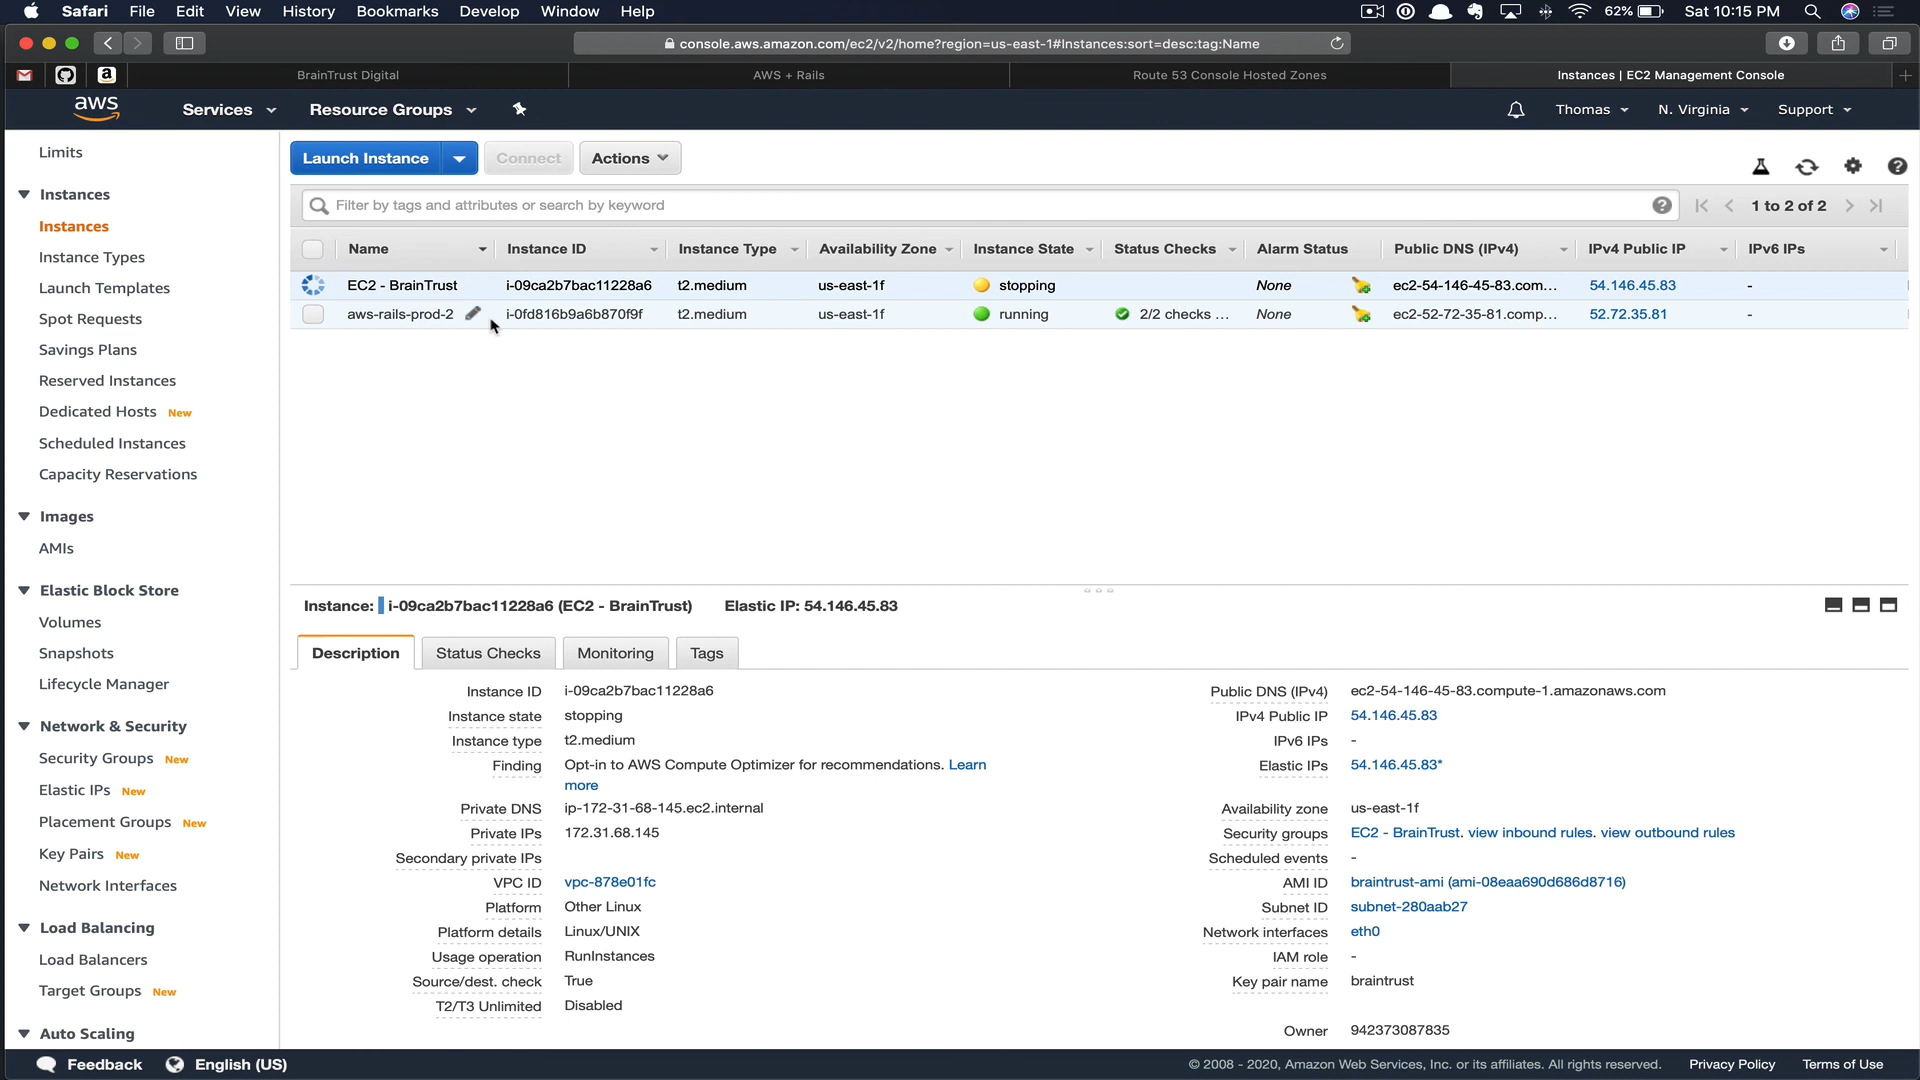 Safari File Edit View History Bookmarks Develop Window Help 62% Sat 10:15 PM
console.aws.amazon.com/ec2/v2/home?region=us-east-1#Instances:sort=desc:tag:Name
BrainTrust Digital AWS + Rails Route 53 Console Hosted Zones Instances | EC2 Management Console
aws Services Resource Groups Thomas N. Virginia Support
Limits
Instances
Instances
Instance Types
Launch Templates
Spot Requests
Savings Plans
Reserved Instances
Dedicated Hosts New
Scheduled Instances
Capacity Reservations
Images
AMIs
Elastic Block Store
Volumes
Snapshots
Lifecycle Manager
Network & Security
Security Groups New
Elastic IPs New
Placement Groups New
Key Pairs New
Network Interfaces
Load Balancing
Load Balancers
Target Groups New
Auto Scaling
Launch Instance Connect Actions
Filter by tags and attributes or search by keyword 1 to 2 of 2
Name Instance ID Instance Type Availability Zone Instance State Status Checks Alarm Status Public DNS (IPv4) IPv4 Public IP IPv6 IPs
EC2 - BrainTrust i-09ca2b7bac11228a6 t2.medium us-east-1f stopping None ec2-54-146-45-83.com... 54.146.45.83 -
aws-rails-prod-2 i-0fd816b9a6b870f9f t2.medium us-east-1f running 2/2 checks ... None ec2-52-72-35-81.comp... 52.72.35.81 -
Instance: i-09ca2b7bac11228a6 (EC2 - BrainTrust) Elastic IP: 54.146.45.83
Description Status Checks Monitoring Tags
Instance ID i-09ca2b7bac11228a6
Instance state stopping
Instance type t2.medium
Finding Opt-in to AWS Compute Optimizer for recommendations. Learn
more
Private DNS ip-172-31-68-145.ec2.internal
Private IPs 172.31.68.145
Secondary private IPs
VPC ID vpc-878e01fc
Platform Other Linux
Platform details Linux/UNIX
Usage operation RunInstances
Source/dest. check True
T2/T3 Unlimited Disabled
Public DNS (IPv4) ec2-54-146-45-83.compute-1.amazonaws.com
IPv4 Public IP 54.146.45.83
IPv6 IPs -
Elastic IPs 54.146.45.83*
Availability zone us-east-1f
Security groups EC2 - BrainTrust. view inbound rules. view outbound rules
Scheduled events -
AMI ID braintrust-ami (ami-08eaa690d686d8716)
Subnet ID subnet-280aab27
Network interfaces eth0
IAM role -
Key pair name braintrust
Owner 942373087835
Feedback English (US) © 2008 - 2020, Amazon Web Services, Inc. or its affiliates. All rights reserved. Privacy Policy Terms of Use